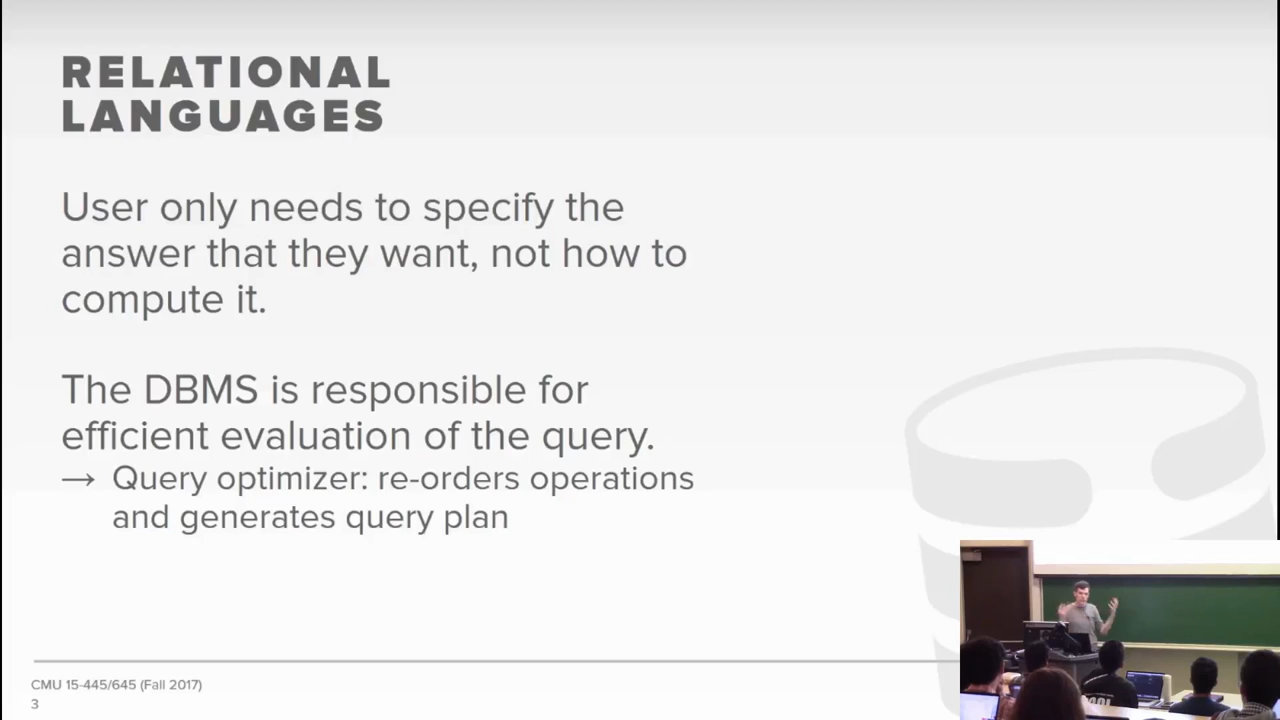 RELATIONAL
LANGUAGES
User only needs to specify the
answer that they want, not how to
compute it.
The DBMS is responsible for
efficient evaluation of the query.
→ Query optimizer: re-orders operations
and generates query plan
CMU 15-445/645 (Fall 2017)
3